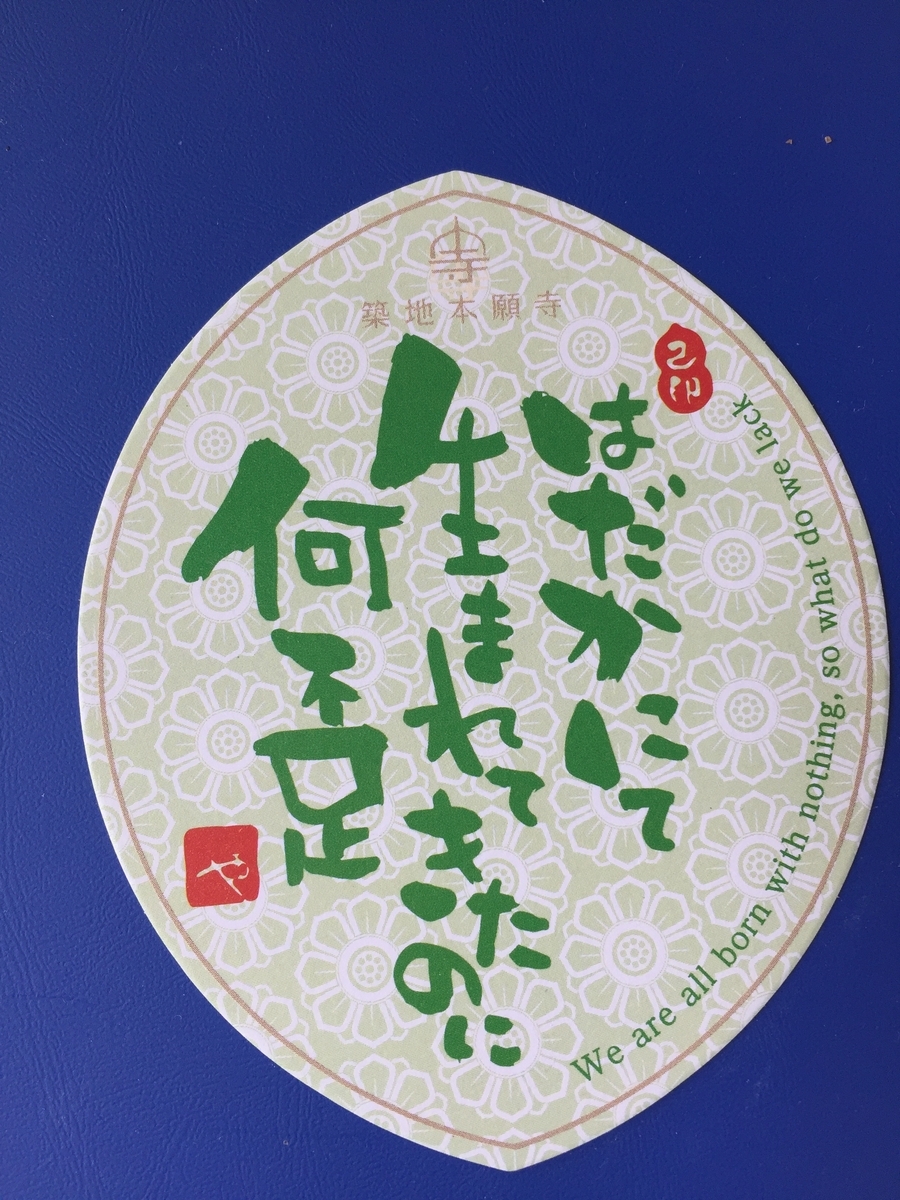 築地本願寺
はだかにて
生まれてきたのに
何不足
We are all born with nothing, so what do we lack